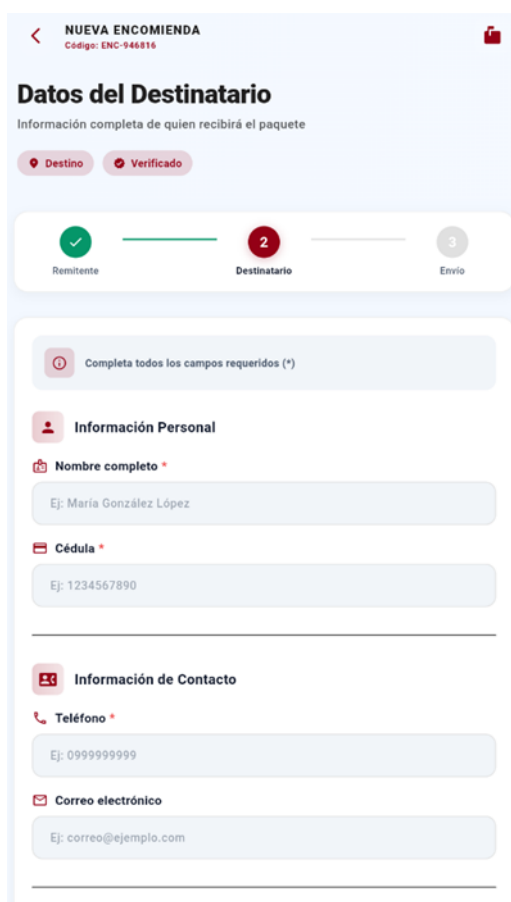 NUEVA ENCOMIENDA
Código: ENC-946816
Datos del Destinatario
Información completa de quien recibirá el paquete
Destino
Verificado
2
3
Remitente
Destinatario
Envío
Completa todos los campos requeridos (*)
Información Personal
Nombre completo *
Ej: María González López
Cédula *
Ej: 1234567890
Información de Contacto
Teléfono *
Ej: 0999999999
Correo electrónico
Ej: correo@ejemplo.com